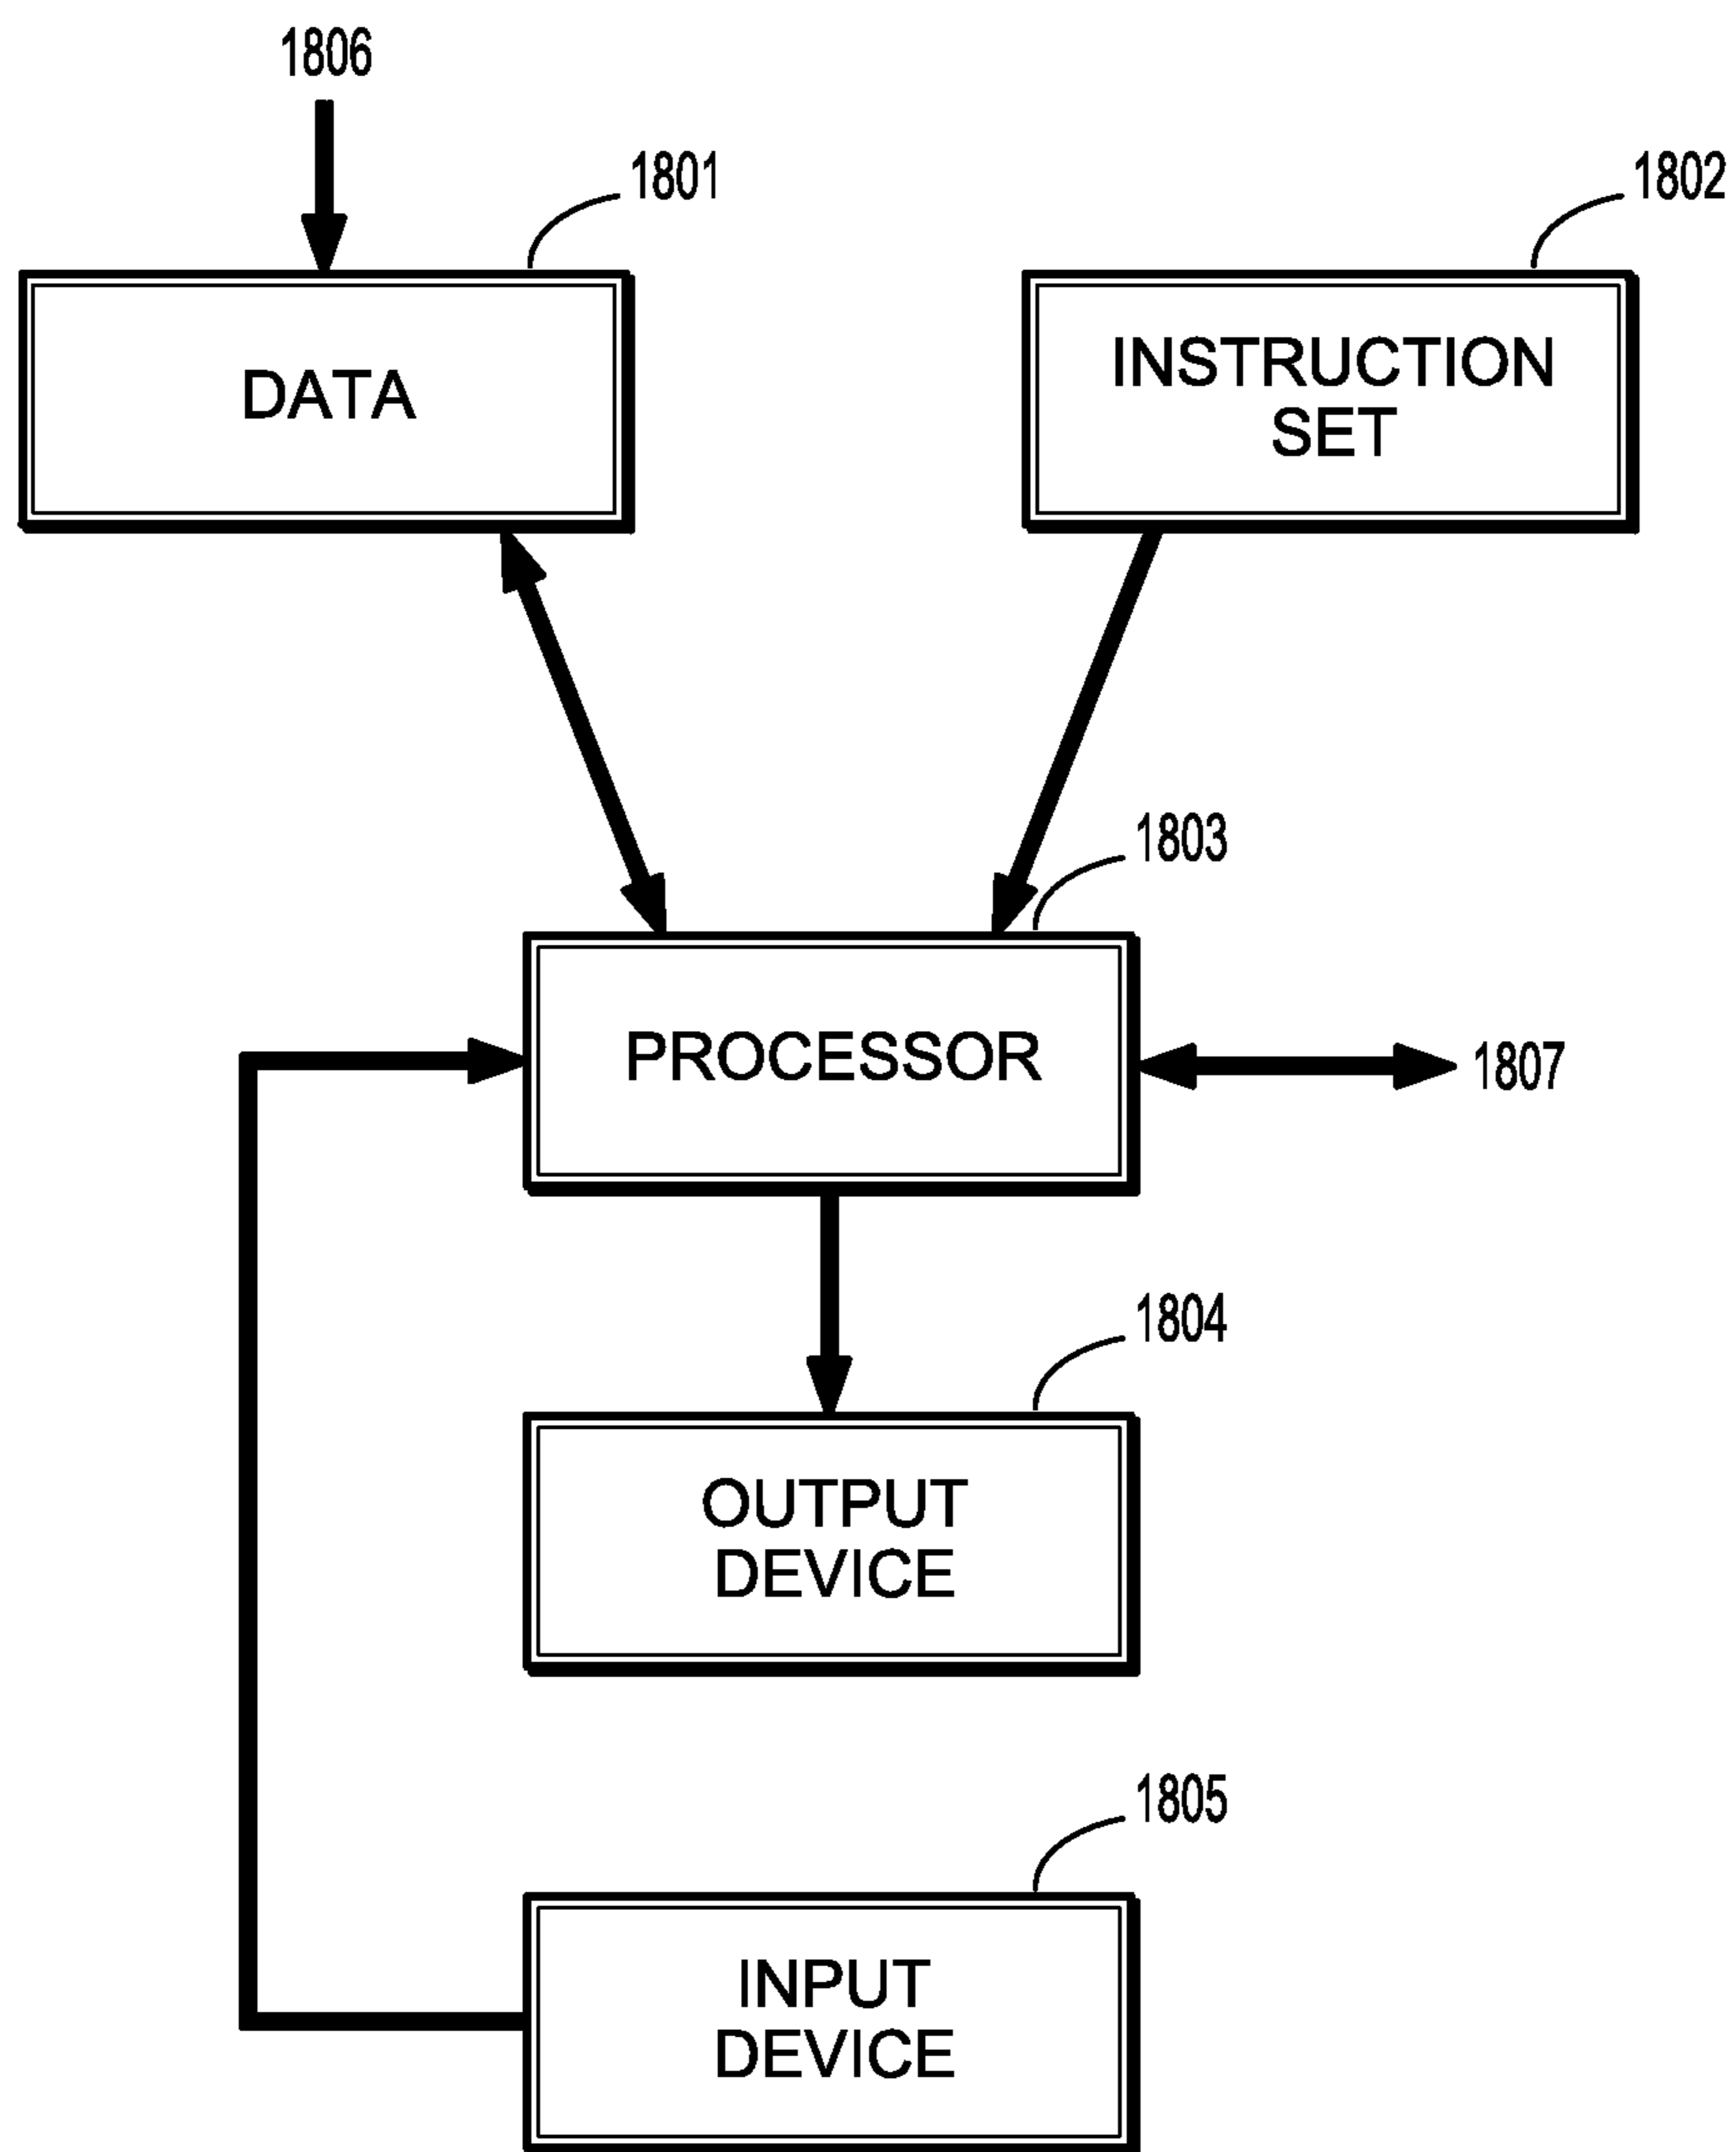 1806
1801
1802
DATA
INSTRUCTION
SET
1803
PROCESSOR
1807
1804
OUTPUT
DEVICE
1805
INPUT
DEVICE